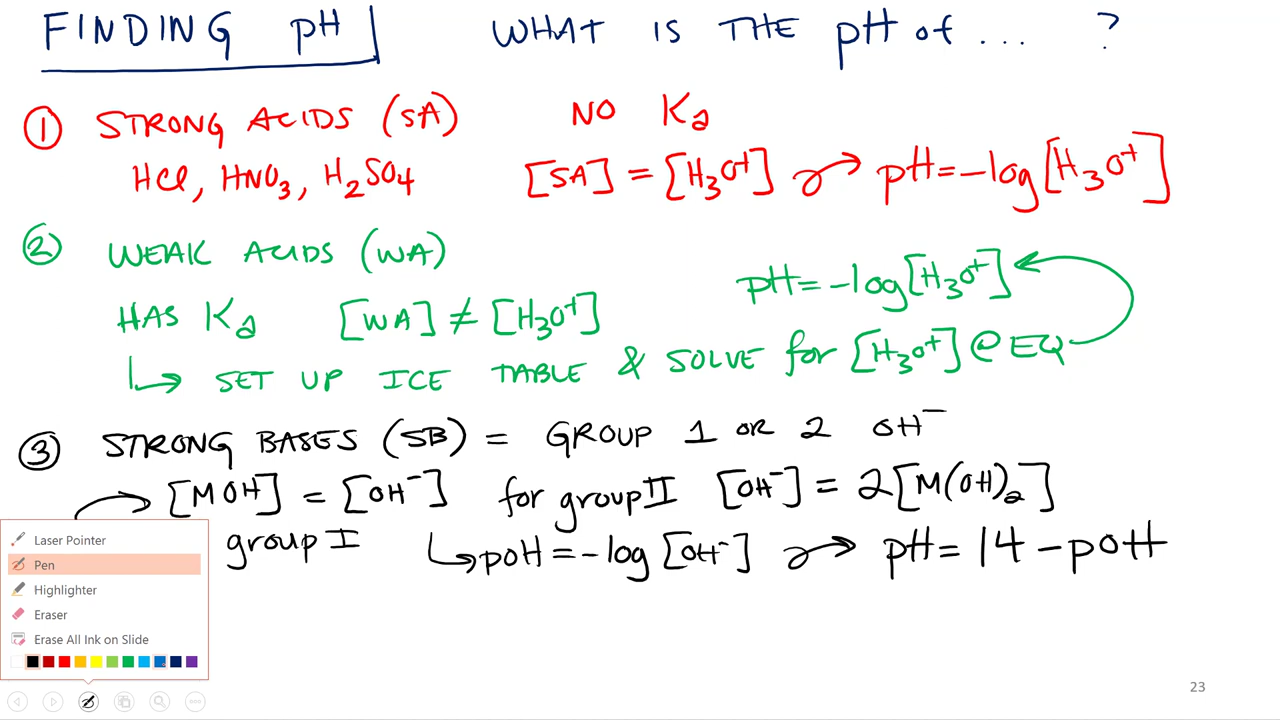 FINDING pH WHAT IS THE pH of ... ?
① STRONG ACIDS (SA) NO Ka
HCl, HNO₃, H₂SO₄ [SA] = [H₃O⁺] → pH = -log[H₃O⁺]
② WEAK ACIDS (WA)
pH = -log[H₃O⁺]
HAS Ka [WA] ≠ [H₃O⁺]
↳ SET UP ICE TABLE & SOLVE for [H₃O⁺] @ EQ
③ STRONG BASES (SB) = GROUP 1 OR 2 OH⁻
→ [MOH] = [OH⁻] for group II [OH⁻] = 2[M(OH)₂]
group I ↳ pOH = -log [OH⁻] → pH = 14 - pOH
Laser Pointer
Pen
Highlighter
Eraser
Erase All Ink on Slide
23